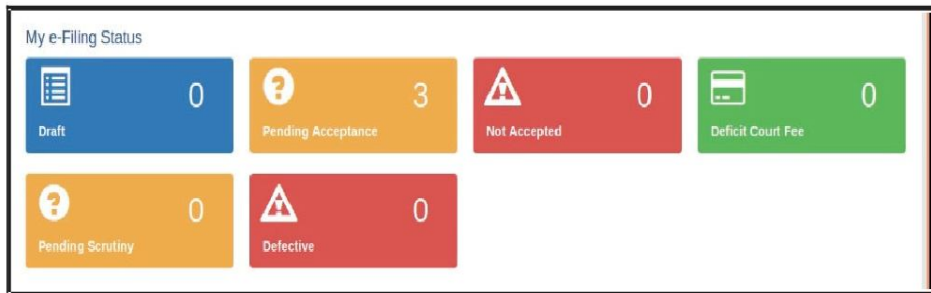 My e-Filing Status
0
Draft
3
Pending Acceptance
0
Not Accepted
0
Deficit Court Fee
0
Pending Scrutiny
0
Defective